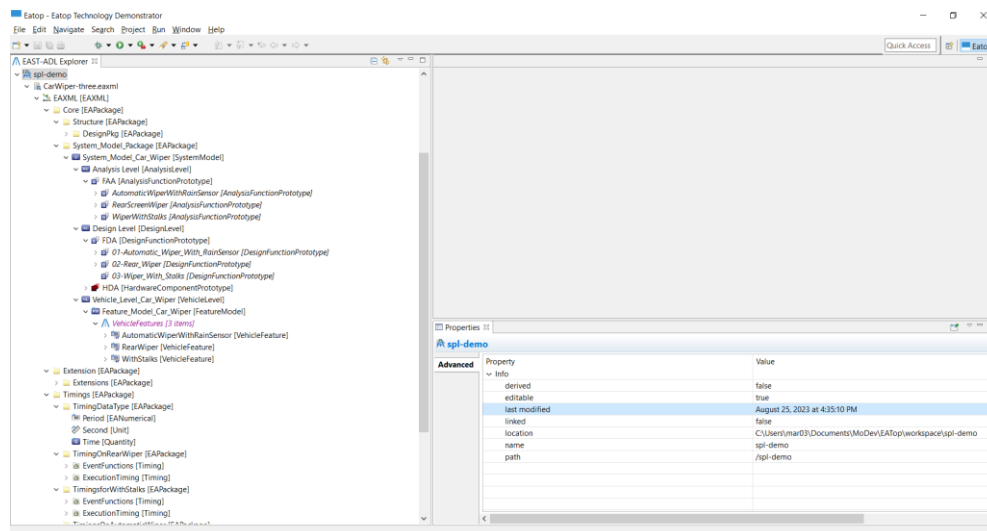 Eatop - Eatop Technology Demonstrator
File Edit Navigate Search Project Run Window Help
Quick Access
Eato
EAST-ADL Explorer
spl-demo
CarWiper-three.eaxml
EAXML [EAXML]
Core [EAPackage]
Structure [EAPackage]
DesignPkg [EAPackage]
System_Model_Package [EAPackage]
System_Model_Car_Wiper [SystemModel]
Analysis Level [AnalysisLevel]
FAA [AnalysisFunctionPrototype]
AutomaticWiperWithRainSensor [AnalysisFunctionPrototype]
RearScreenWiper [AnalysisFunctionPrototype]
WiperWithStalks [AnalysisFunctionPrototype]
Design Level [DesignLevel]
FDA [DesignFunctionPrototype]
01-Automatic_Wiper_With_RainSensor [DesignFunctionPrototype]
02-Rear_Wiper [DesignFunctionPrototype]
03-Wiper_With_Stalks [DesignFunctionPrototype]
HDA [HardwareComponentPrototype]
Vehicle_Level_Car_Wiper [VehicleLevel]
Feature_Model_Car_Wiper [FeatureModel]
VehicleFeatures [3 items]
AutomaticWiperWithRainSensor [VehicleFeature]
RearWiper [VehicleFeature]
WithStalks [VehicleFeature]
Extension [EAPackage]
Extensions [EAPackage]
Timings [EAPackage]
TimingDataType [EAPackage]
Period [EANumerical]
Second [Unit]
Time [Quantity]
TimingOnRearWiper [EAPackage]
EventFunctions [Timing]
ExecutionTiming [Timing]
TimingsforWithStalks [EAPackage]
EventFunctions [Timing]
ExecutionTiming [Timing]
Properties
spl-demo
Advanced
Property Value
Info
derived false
editable true
last modified August 25, 2023 at 4:35:10 PM
linked false
location C:\Users\mar03\Documents\MoDev\EATop\workspace\spl-demo
name spl-demo
path /spl-demo